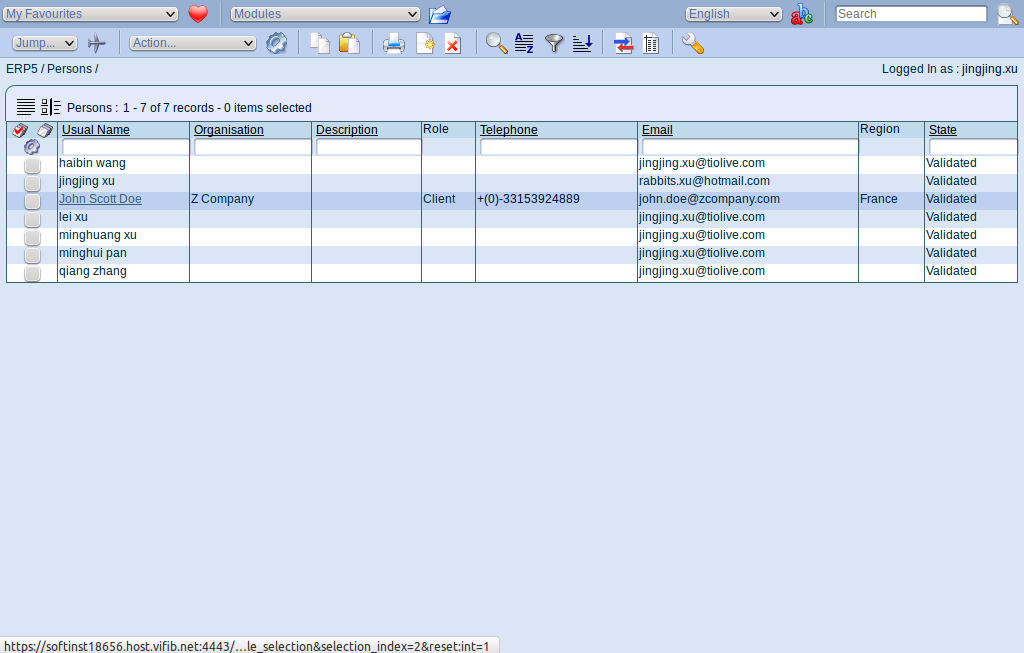 My Favourites Modules English Search
Jump... Action...
ERP5 / Persons / Logged In as : jingjing.xu
Persons : 1 - 7 of 7 records - 0 items selected
Usual Name Organisation Description Role Telephone Email Region State
haibin wang jingjing.xu@tiolive.com Validated
jingjing xu rabbits.xu@hotmail.com Validated
John Scott Doe Z Company Client +(0)-33153924889 john.doe@zcompany.com France Validated
lei xu jingjing.xu@tiolive.com Validated
minghuang xu jingjing.xu@tiolive.com Validated
minghui pan jingjing.xu@tiolive.com Validated
qiang zhang jingjing.xu@tiolive.com Validated
https://softinst18656.host.vifib.net:4443/...le_selection&selection_index=2&reset:int=1